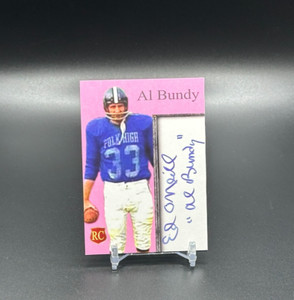 Al Bundy
POLK HIGH
33
Ed O'Neill
"Al Bundy"
RC